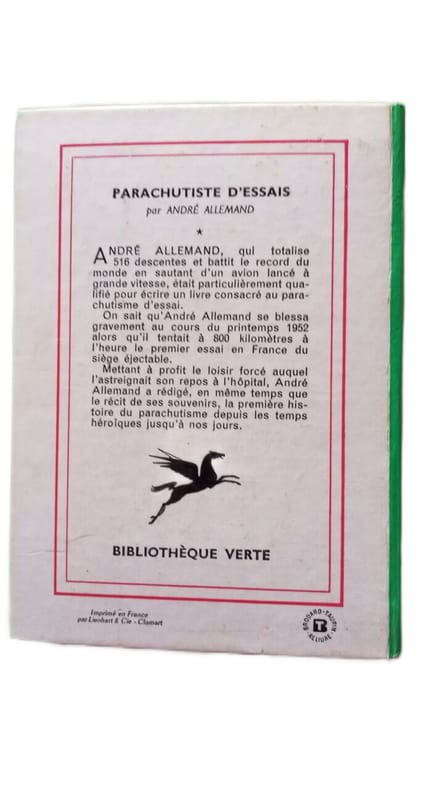 PARACHUTISTE D'ESSAIS
par ANDRÉ ALLEMAND
★
ANDRÉ ALLEMAND, qui totalise
516 descentes et battit le record du
monde en sautant d'un avion lancé à
grande vitesse, était particulièrement qua-
lifié pour écrire un livre consacré au para-
chutisme d'essai.
On sait qu'André Allemand se blessa
gravement au cours du printemps 1952
alors qu'il tentait à 800 kilomètres à
l'heure le premier essai en France du
siège éjectable.
Mettant à profit le loisir forcé auquel
l'astreignait son repos à l'hôpital, André
Allemand a rédigé, en même temps que
le récit de ses souvenirs, la première his-
toire du parachutisme depuis les temps
héroïques jusqu'à nos jours.
BIBLIOTHÈQUE VERTE
Imprimé en France
par Lienhart & Cie - Clamart
BRODARD-TAUPIN
RELIURE